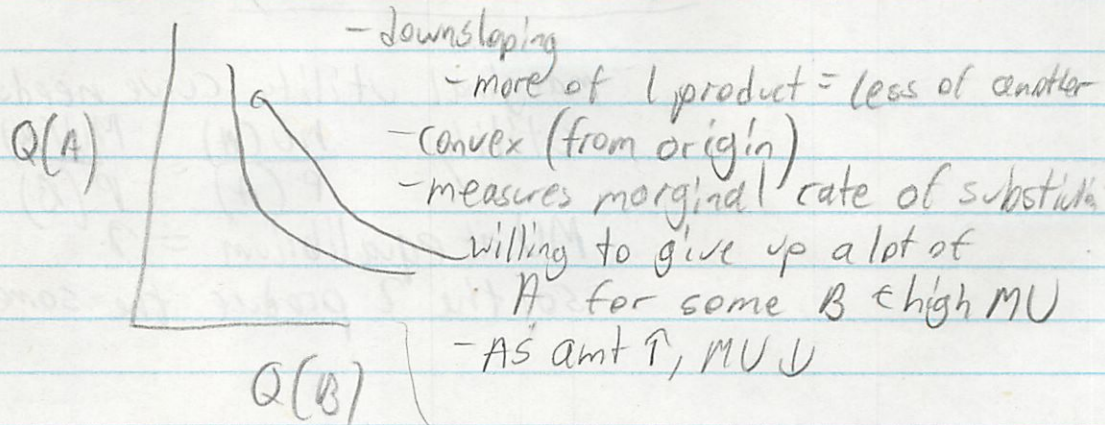 -downsloping
-more of 1 product = less of another
Q(A)
-convex (from origin)
-measures marginal rate of
willing to give up a lot of
A for some B high MU
-As amt ↑, MU ↓
Q(B)